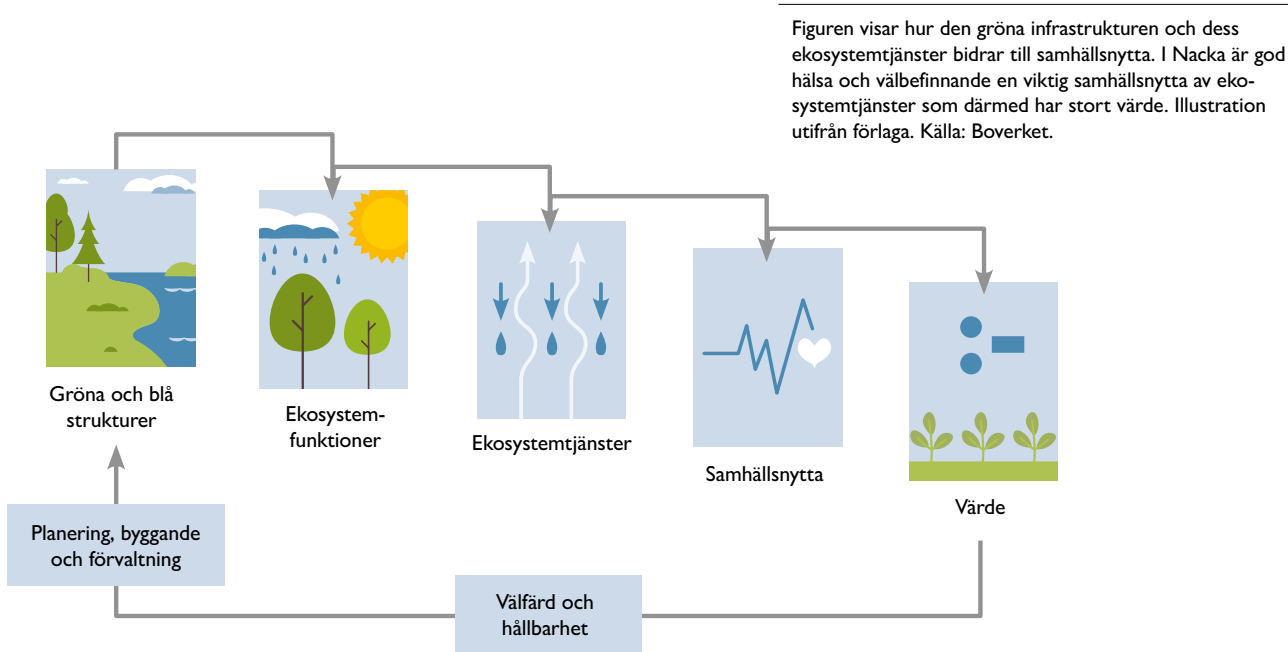 Figuren visar hur den gröna infrastrukturen och dess
ekosystemtjänster bidrar till samhällsnytta. I Nacka är god
hälsa och välbefinnande en viktig samhällsnytta av eko-
systemtjänster som därmed har stort värde. Illustration
utifrån förlaga. Källa: Boverket.
Gröna och blå
strukturer
Ekosystem-
funktioner
Ekosystemtjänster
Samhällsnytta
Värde
Planering, byggande
och förvaltning
Välfärd och
hållbarhet